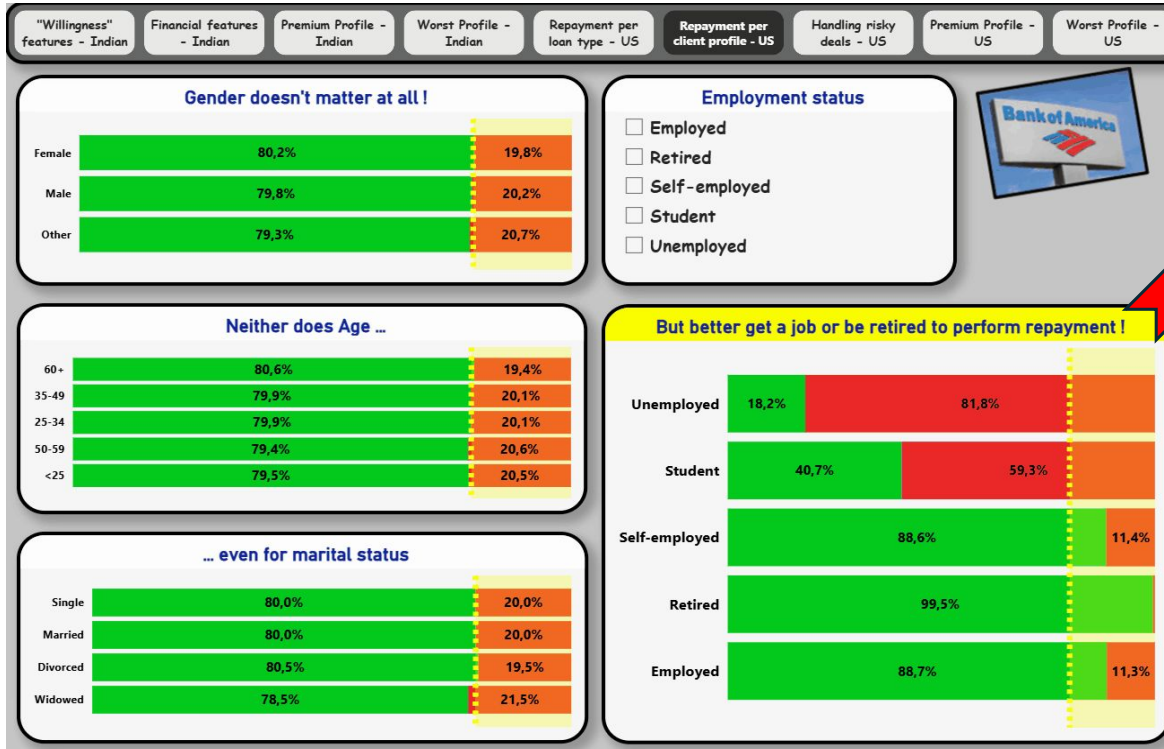 "Willingness"
features - Indian
Financial features
- Indian
Premium Profile -
Indian
Worst Profile -
Indian
Repayment per
loan type - US
Repayment per
client profile - US
Handling risky
deals - US
Premium Profile -
US
Worst Profile -
US
Gender doesn't matter at all !
Female 80,2% 19,8%
Male 79,8% 20,2%
Other 79,3% 20,7%
Employment status
Employed
Retired
Self-employed
Student
Unemployed
Bank of America
Neither does Age ...
60+ 80,6% 19,4%
35-49 79,9% 20,1%
25-34 79,9% 20,1%
50-59 79,4% 20,6%
<25 79,5% 20,5%
... even for marital status
Single 80,0% 20,0%
Married 80,0% 20,0%
Divorced 80,5% 19,5%
Widowed 78,5% 21,5%
But better get a job or be retired to perform repayment !
Unemployed 18,2% 81,8%
Student 40,7% 59,3%
Self-employed 88,6% 11,4%
Retired 99,5%
Employed 88,7% 11,3%